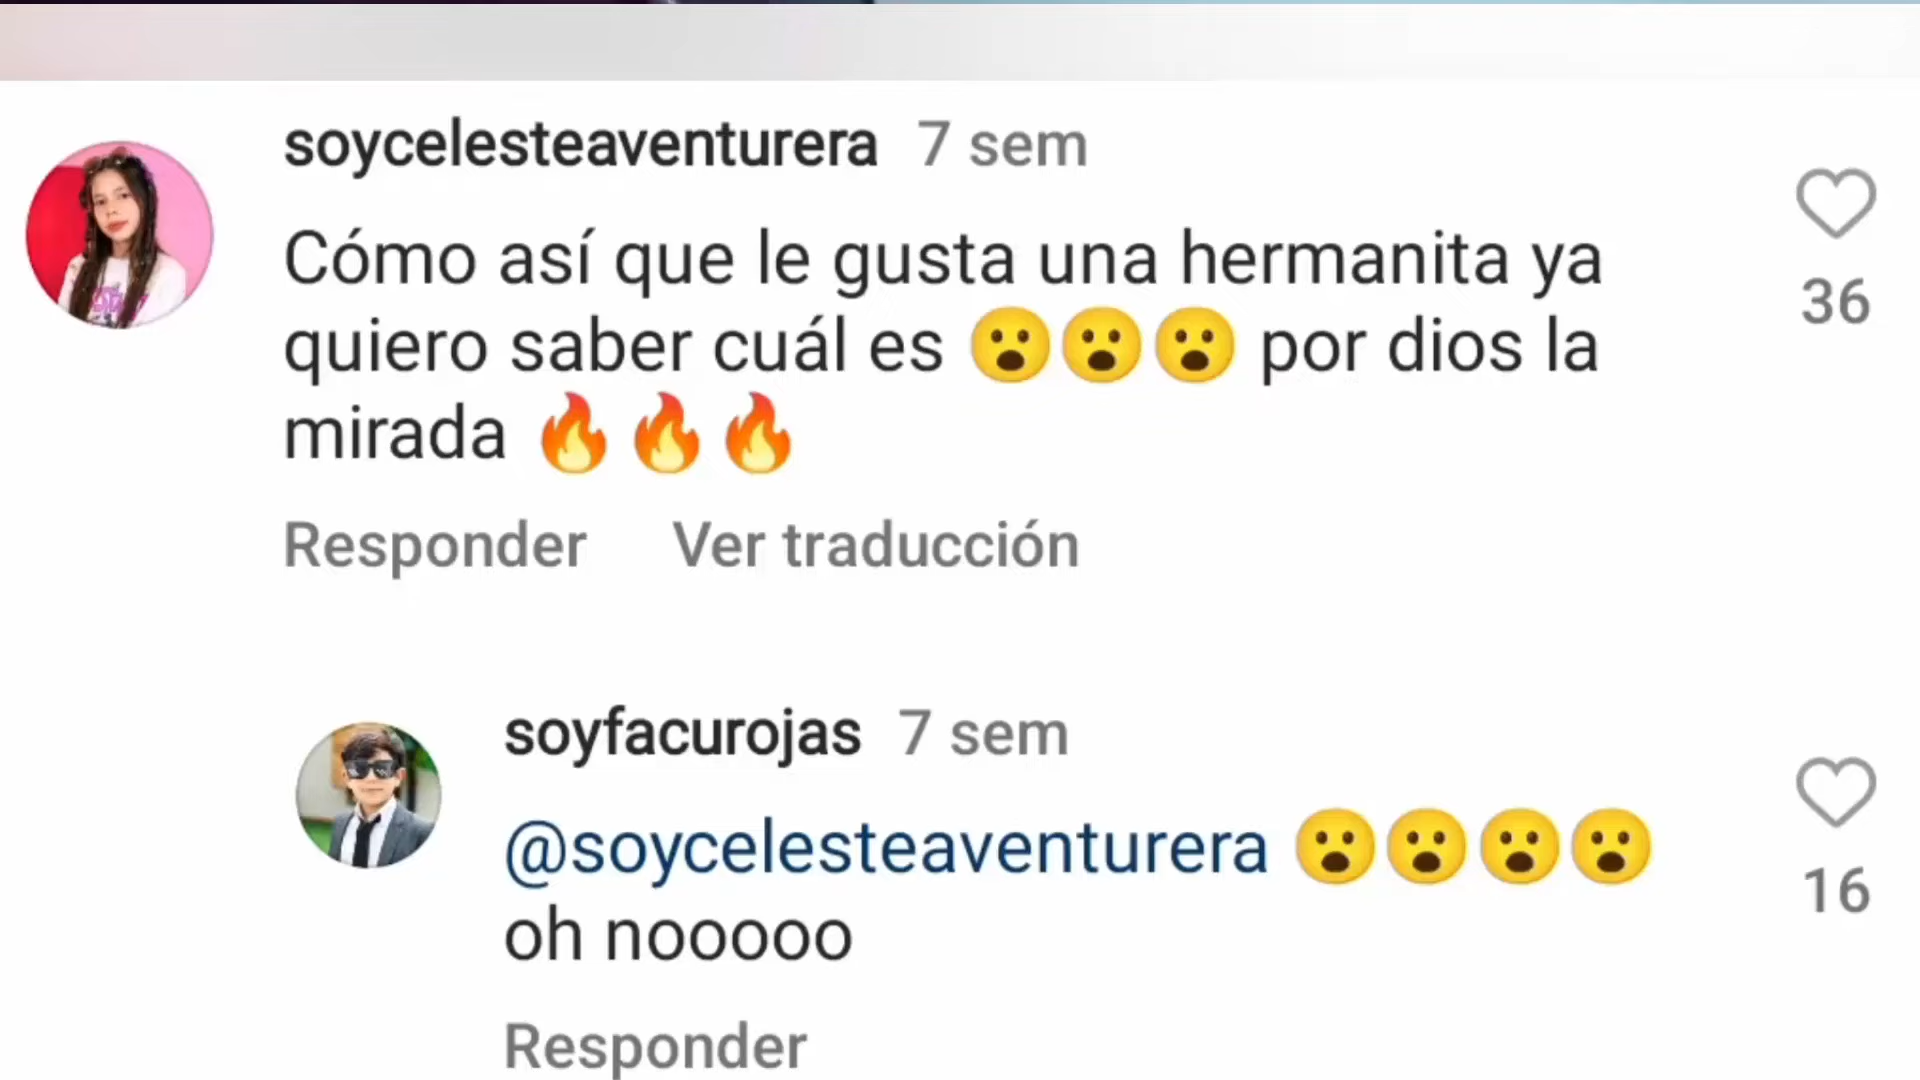 soycelesteaventurera 7 sem
Cómo así que le gusta una hermanita ya
36
quiero saber cuál es 😮😮😮 por dios la
mirada 🔥🔥🔥
Responder Ver traducción
soyfacurojas 7 sem
@soycelesteaventurera 😮😮😮😮
16
oh nooooo
Responder